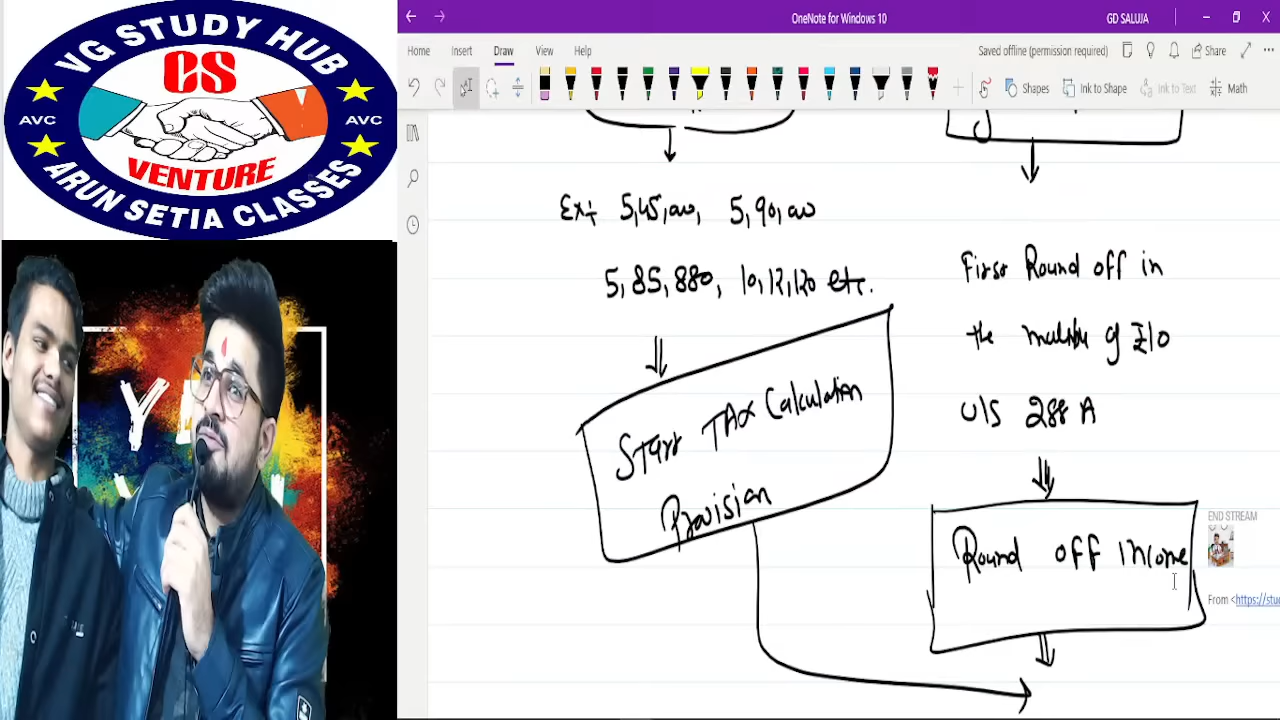 VG STUDY HUB
CS
AVC
AVC
VENTURE
ARUN SETIA CLASSES
OneNote for Windows 10
GD SALUJA
Home
Insert
Draw
View
Help
Saved offline (permission required)
Share
Shapes
Ink to Shape
Ink to Text
Math
Ex:- 5,45,000, 5,90,000
5,85,880, 10,12,120 etc.
Start Tax Calculation
Provision
First Round off in
the multiple of ₹10
U/S 288 A
Round off income
END STREAM
From <https://stu